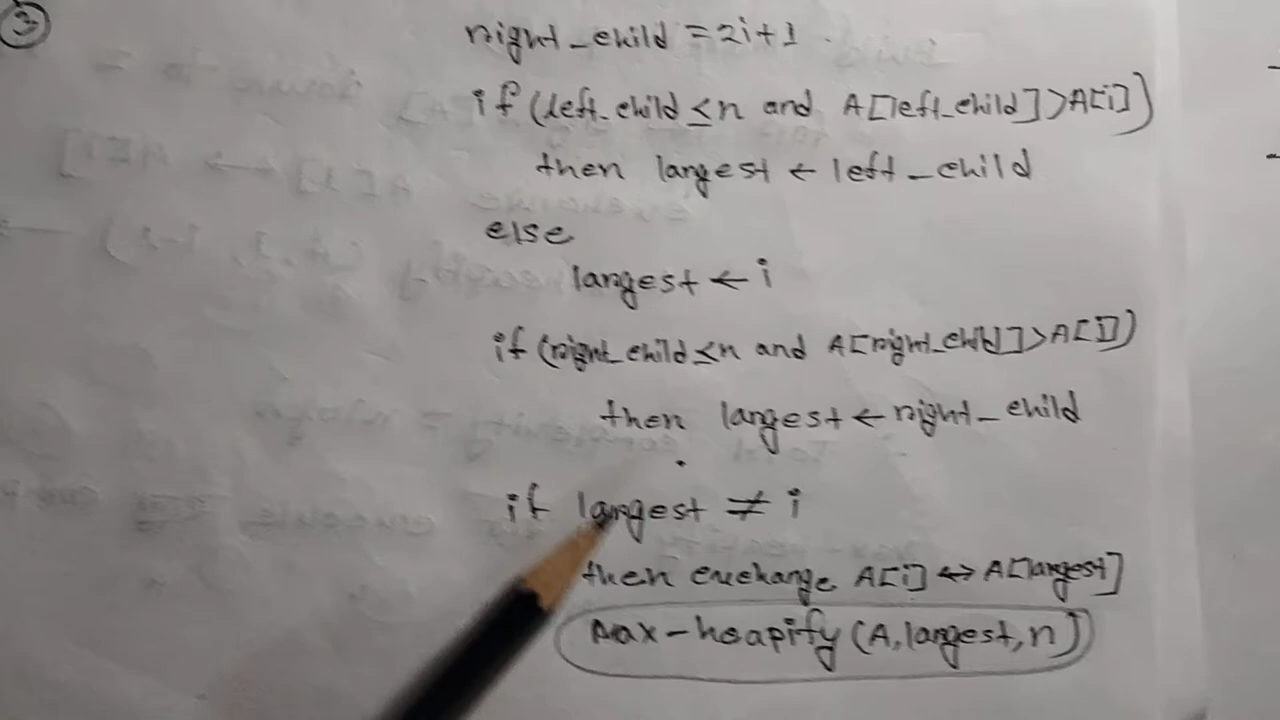 3
right_child = 2i+1
if (left_child ≤ n and A[left_child] > A[i])
then largest ← left_child
else
largest ← i
if (right_child ≤ n and A[right_child] > A[I])
then largest ← right_child
if largest ≠ i
then exchange A[i] ↔ A[largest]
Max-heapify (A, largest, n)